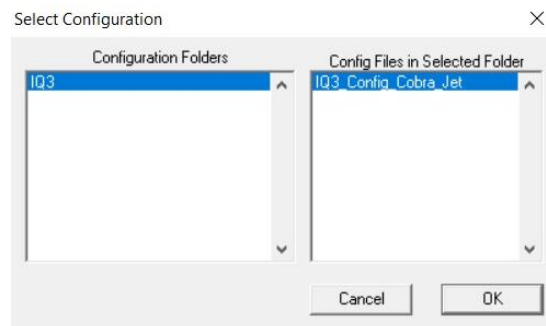 Select Configuration
Configuration Folders
Config Files in Selected Folder
IQ3
IQ3_Config_Cobra_Jet
Cancel
OK